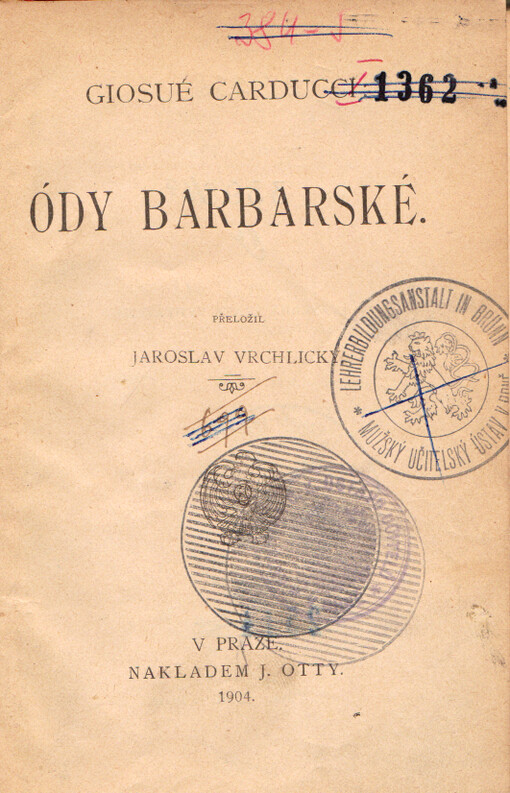 384-J
GIOSUÉ CARDUCCI.
1362
ÓDY BARBARSKÉ.
PŘELOŽIL
JAROSLAV VRCHLICKÝ
LEHRERBILDUNGSANSTALT IN BRÜNN
* MUŽSKÝ UČITELSKÝ ÚSTAV V BRNĚ *
V PRAZE.
NAKLADEM J. OTTY.
1904.